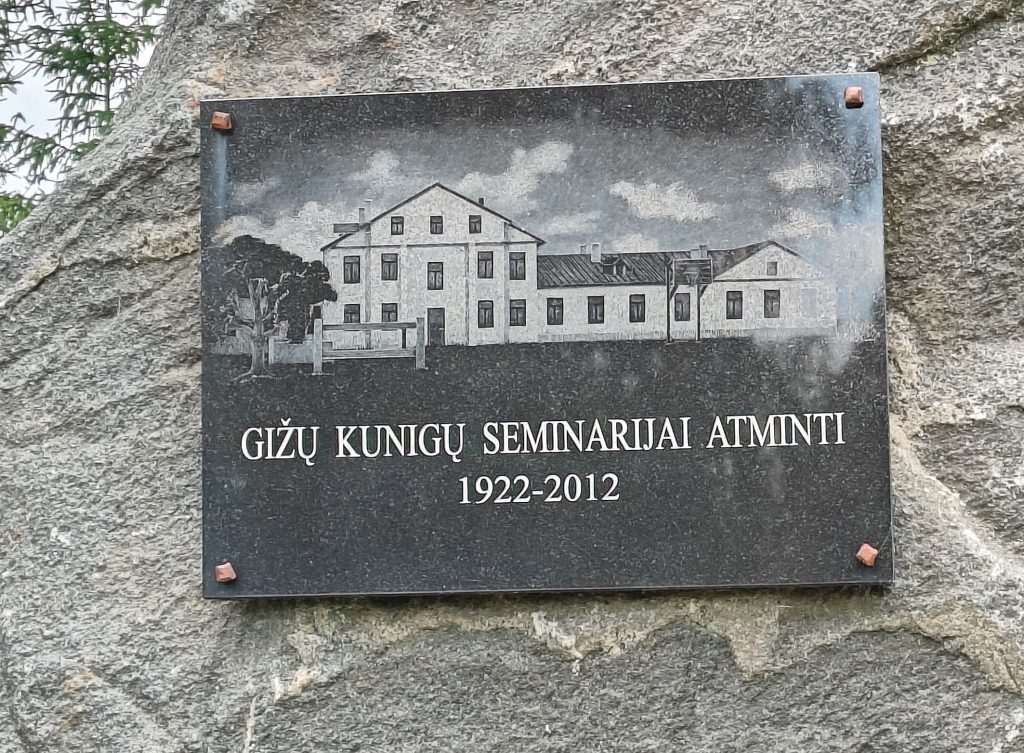 GIŽŲ KUNIGŲ SEMINARIJAI ATMINTI
1922-2012